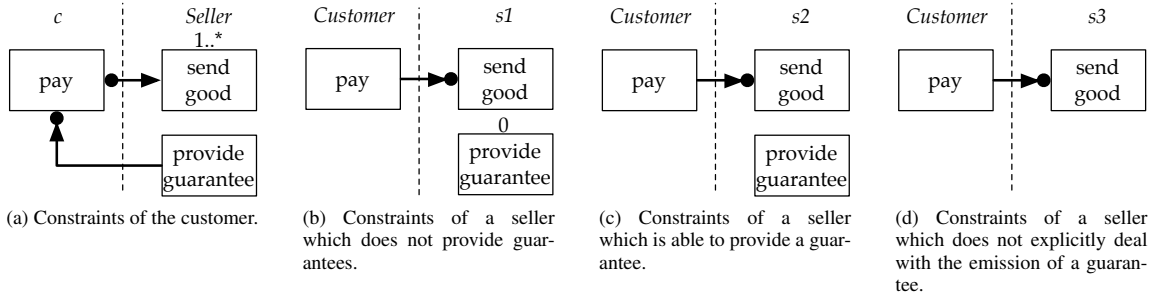 c
Seller
1..*
pay
send
good
provide
guarantee
(a) Constraints of the customer.
Customer
s1
pay
send
good
0
provide
guarantee
(b) Constraints of a seller
which does not provide guar-
antees.
Customer
s2
pay
send
good
provide
guarantee
(c) Constraints of a seller
which is able to provide a guar-
antee.
Customer
s3
pay
send
good
(d) Constraints of a seller
which does not explicitly deal
with the emission of a guaran-
tee.